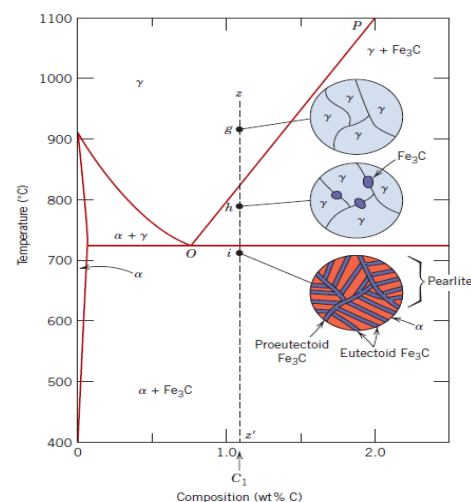 1100
P
γ + Fe₃C
1000
γ
z
γ
γ
γ
γ
γ
g
900
Fe₃C
γ
γ
γ
γ
800
h
Temperature (°C)
α + γ
O
i
700
α
Pearlite
600
Proeutectoid
Fe₃C
α
Eutectoid Fe₃C
500
α + Fe₃C
z'
400
0
1.0
2.0
C₁
Composition (wt% C)